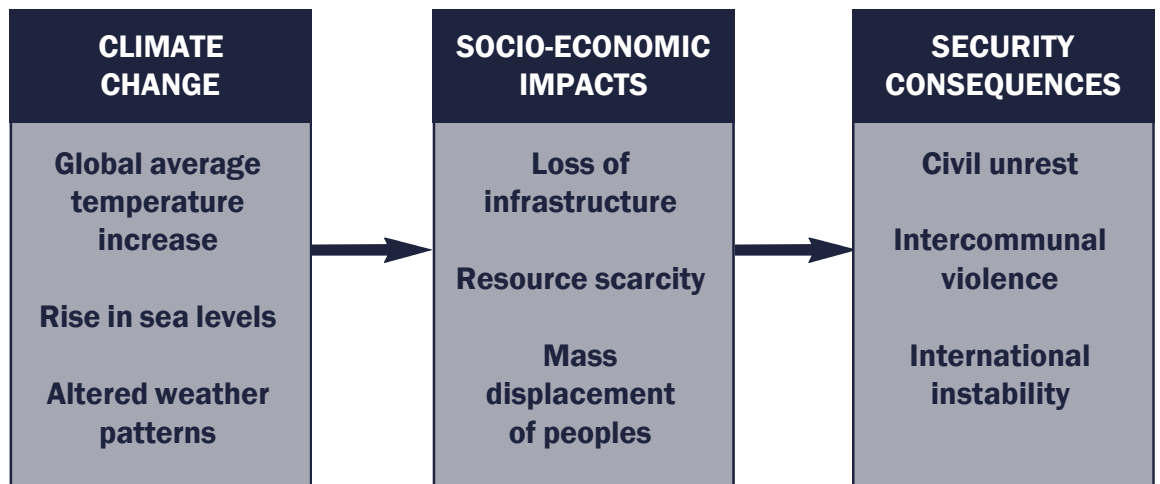 CLIMATE
CHANGE
Global average
temperature
increase
Rise in sea levels
Altered weather
patterns
SOCIO-ECONOMIC
IMPACTS
Loss of
infrastructure
Resource scarcity
Mass
displacement
of peoples
SECURITY
CONSEQUENCES
Civil unrest
Intercommunal
violence
International
instability